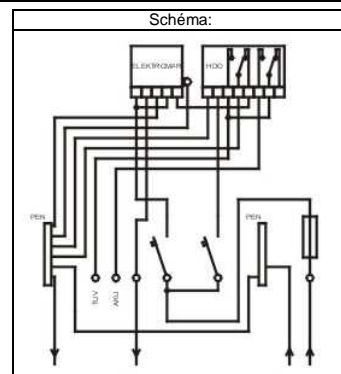 Schéma:
ELEKTROMĚR
HDO
PEN
PEN
TUV
AKU